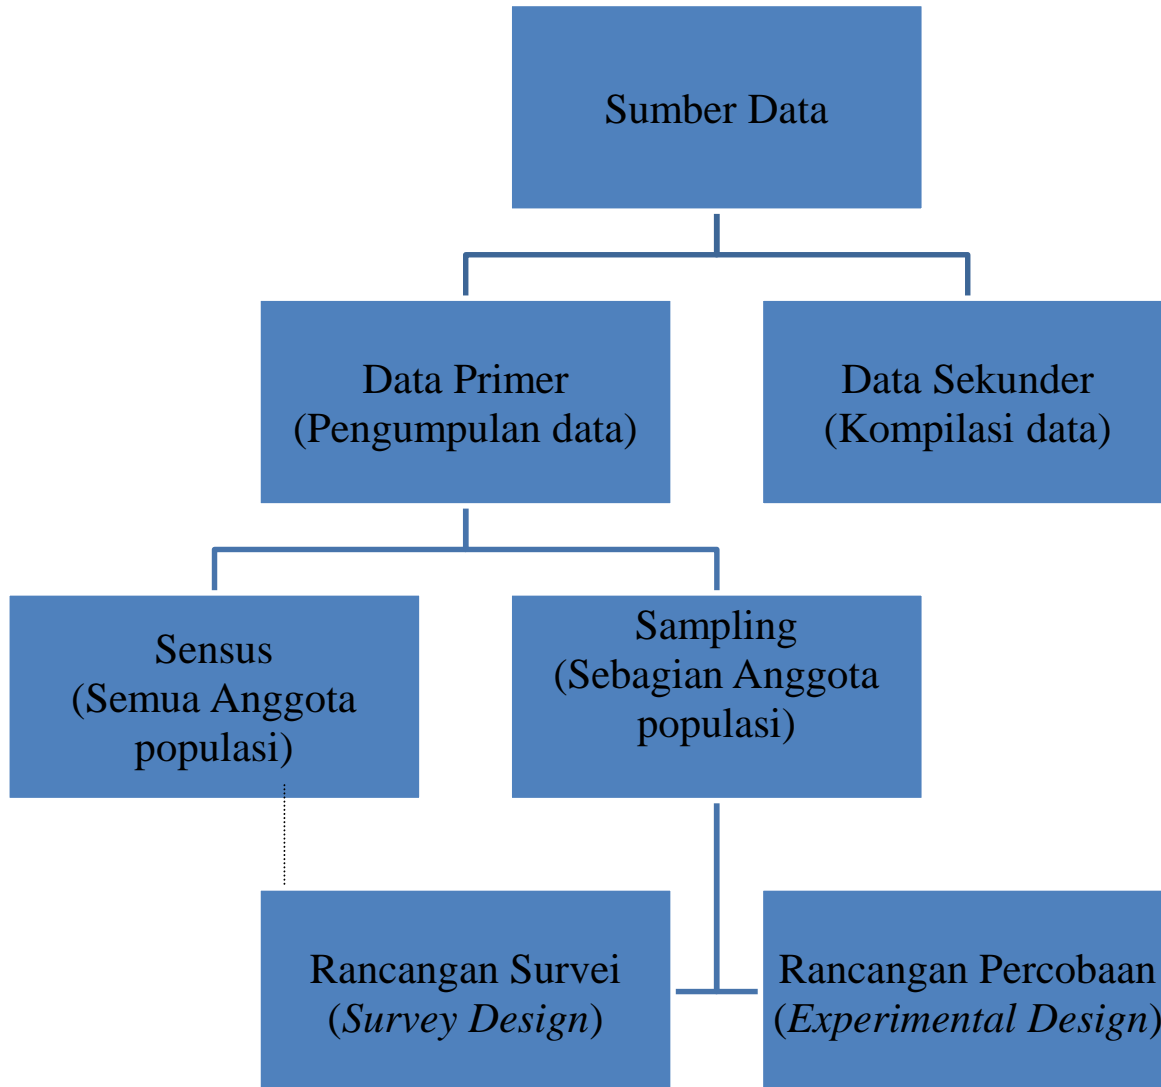 Sumber Data
Data Primer
(Pengumpulan data)
Data Sekunder
(Kompilasi data)
Sensus
(Semua Anggota
populasi)
Sampling
(Sebagian Anggota
populasi)
Rancangan Survei
(Survey Design)
Rancangan Percobaan
(Experimental Design)